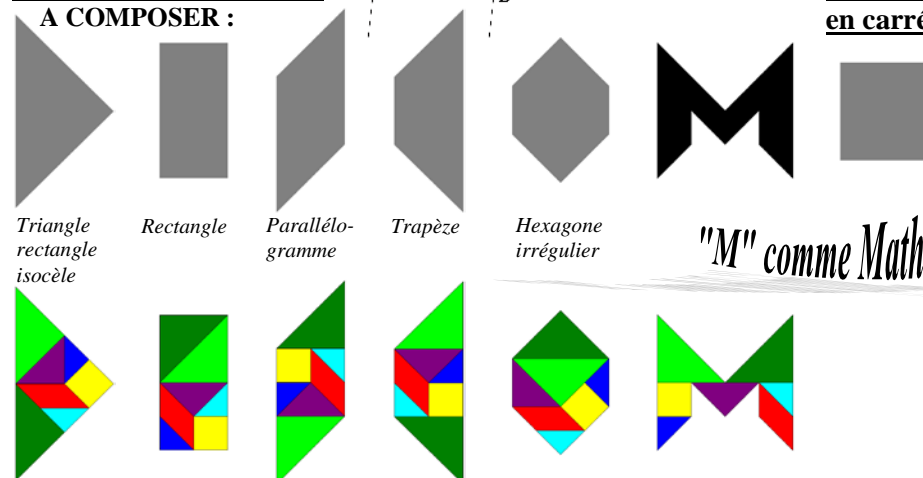 A COMPOSER :
en carré
Triangle
rectangle
isocèle
Rectangle
Parallélo-
gramme
Trapèze
Hexagone
irrégulier
"M" comme Math